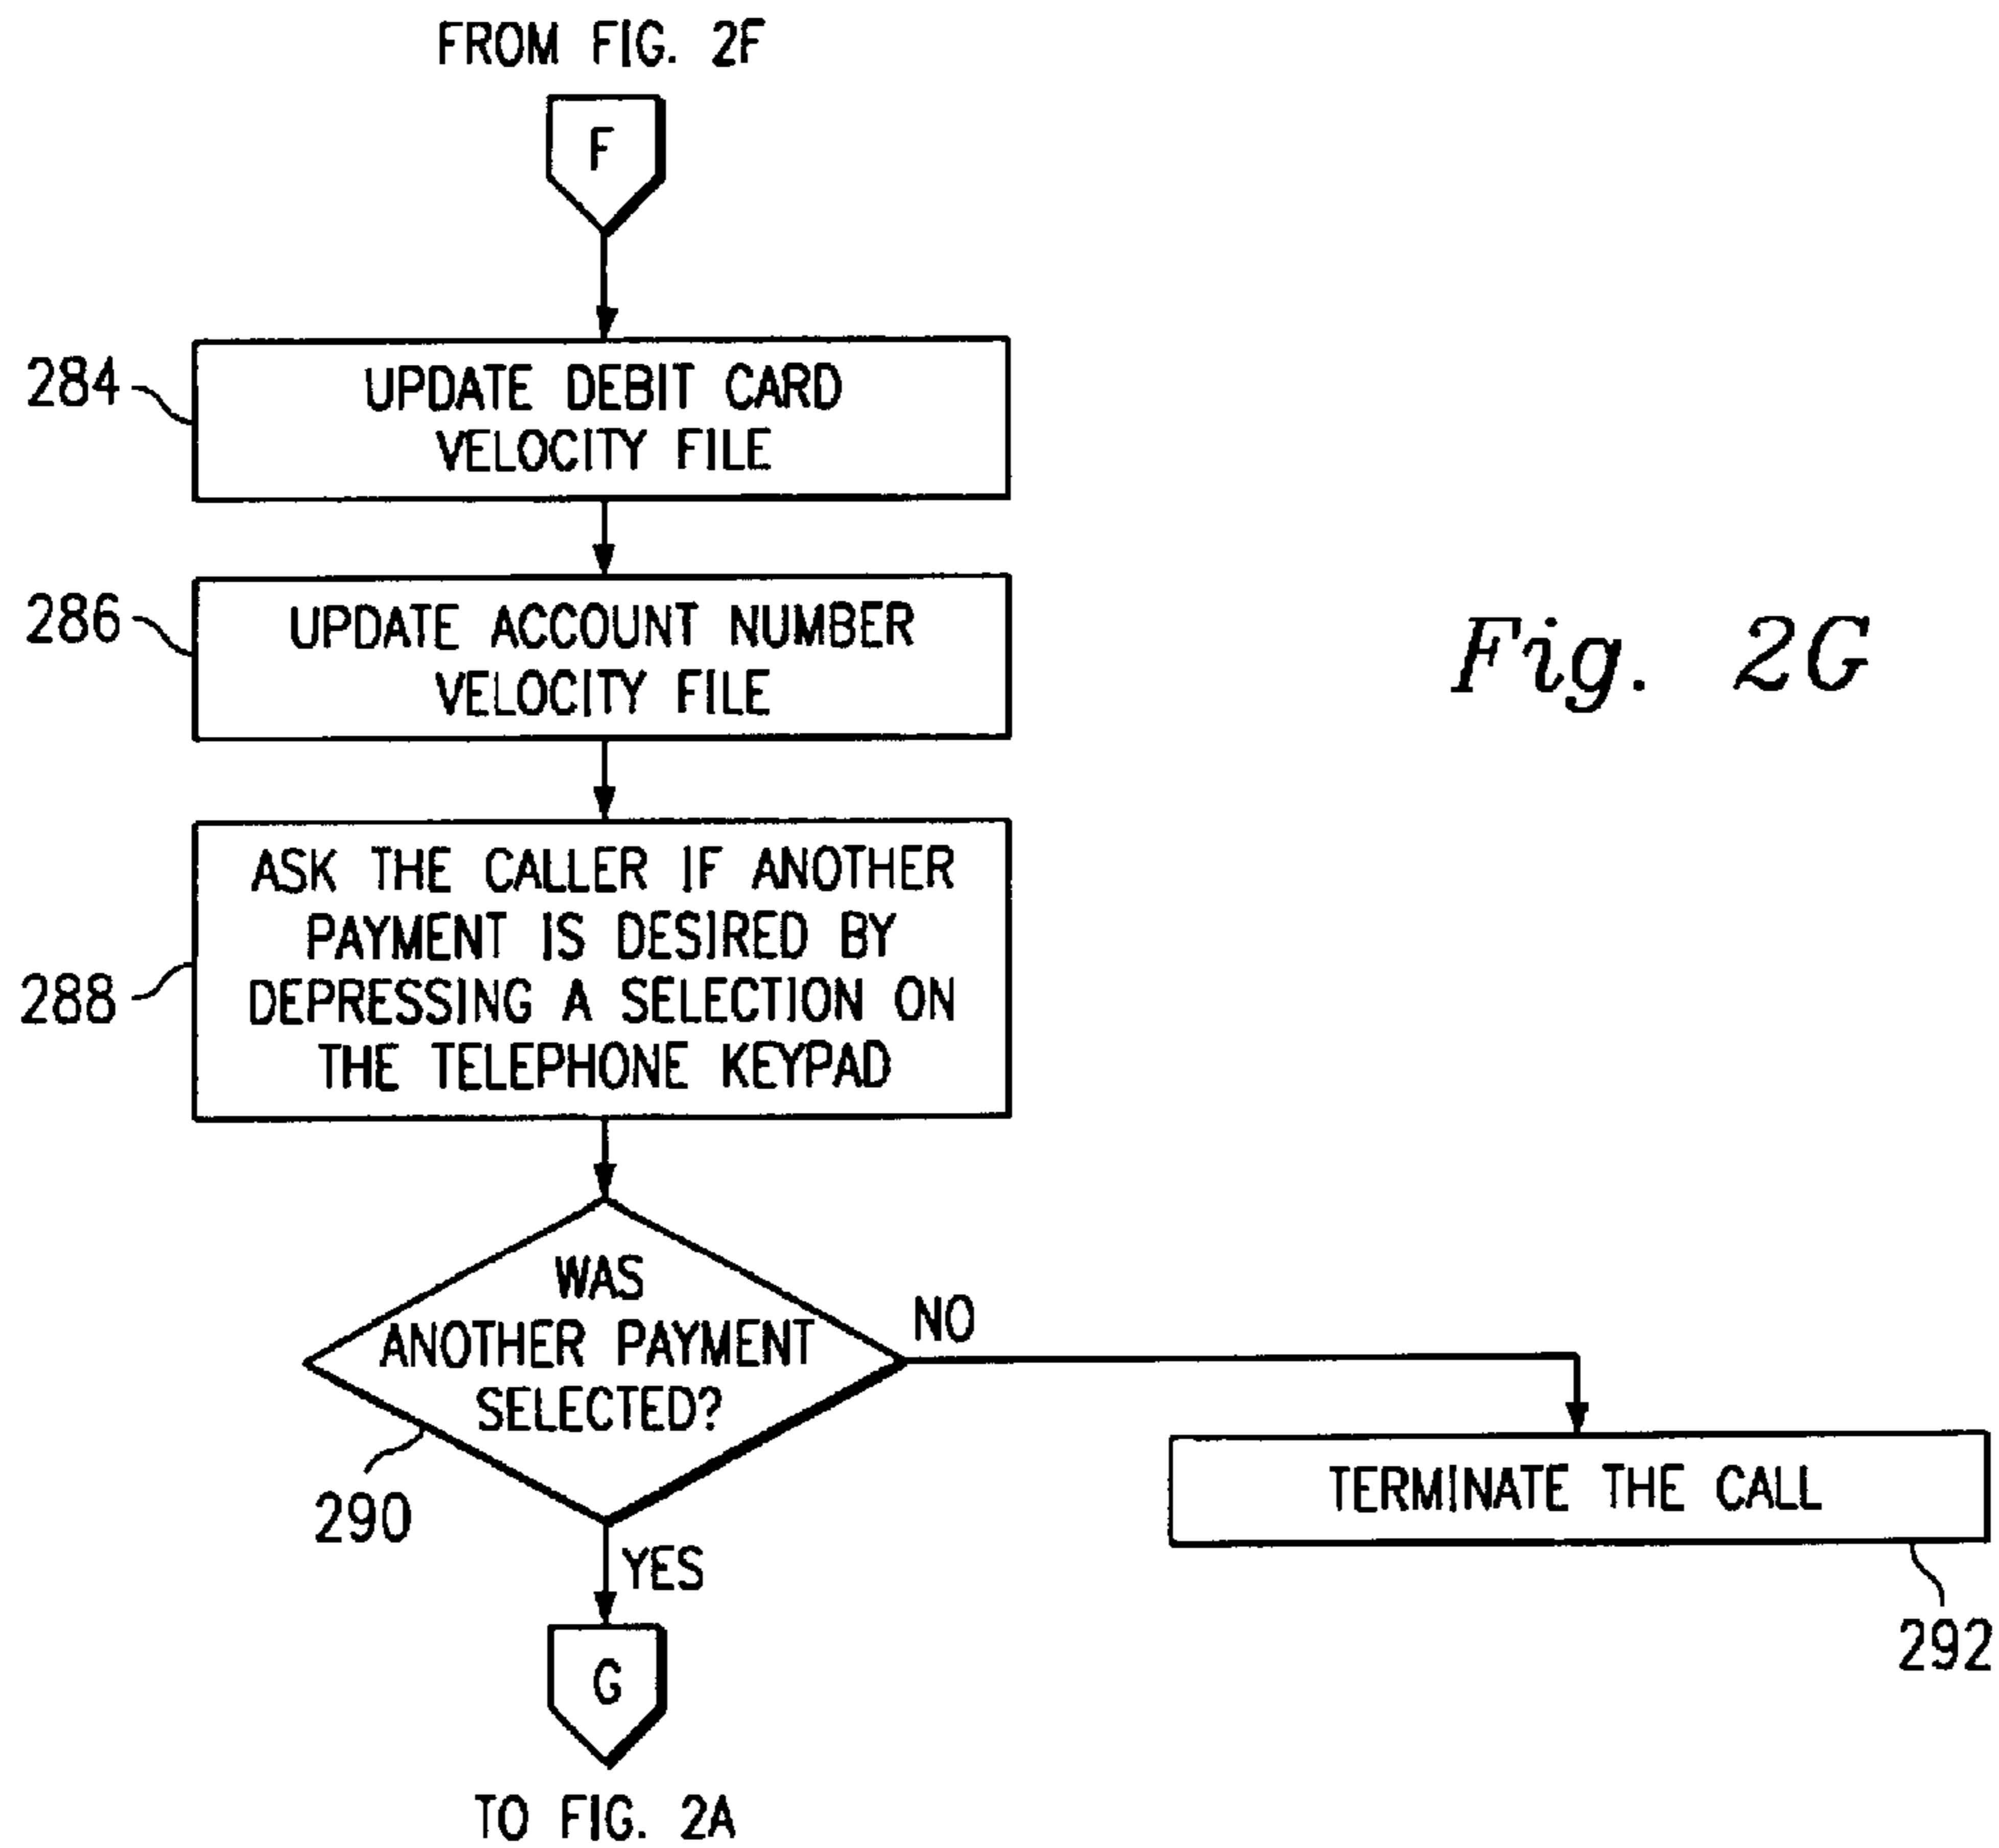 FROM FIG. 2F
F
284
UPDATE DEBIT CARD
VELOCITY FILE
286
UPDATE ACCOUNT NUMBER
VELOCITY FILE
Fig. 2G
288
ASK THE CALLER IF ANOTHER
PAYMENT IS DESIRED BY
DEPRESSING A SELECTION ON
THE TELEPHONE KEYPAD
WAS
ANOTHER PAYMENT
SELECTED?
NO
290
TERMINATE THE CALL
292
YES
G
TO FIG. 2A